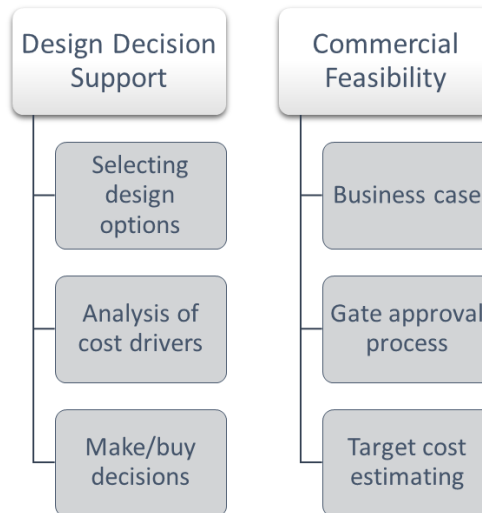 Design Decision
Support
Selecting
design
options
Analysis of
cost drivers
Make/buy
decisions
Commercial
Feasibility
Business case
Gate approval
process
Target cost
estimating